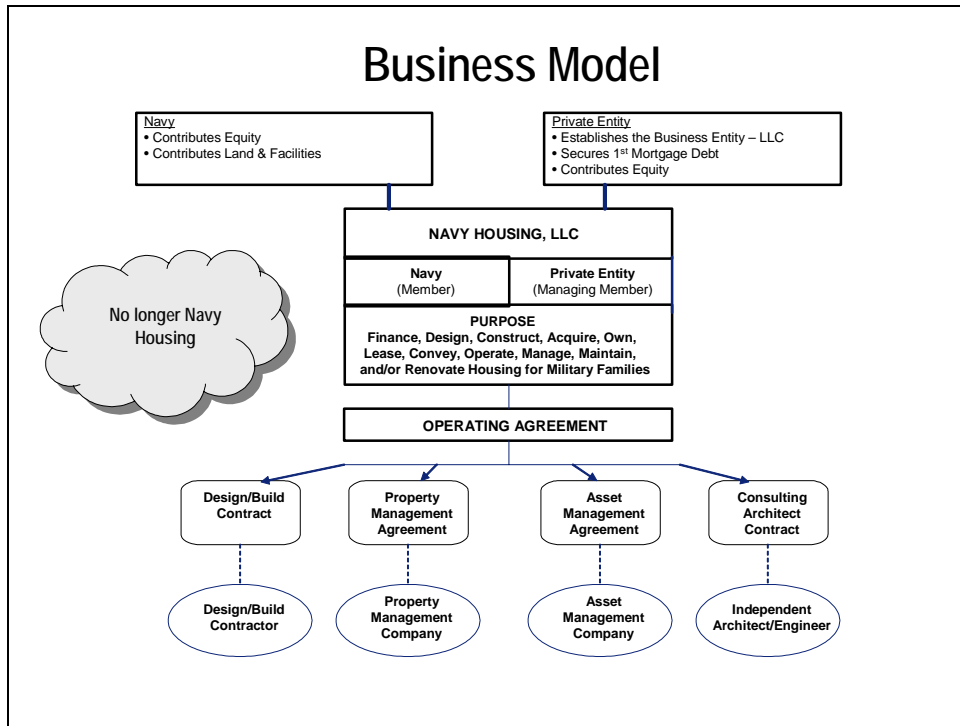 Business Model
Navy
• Contributes Equity
• Contributes Land & Facilities
Private Entity
• Establishes the Business Entity – LLC
• Secures 1st Mortgage Debt
• Contributes Equity
NAVY HOUSING, LLC
Navy
(Member)
Private Entity
(Managing Member)
No longer Navy
Housing
PURPOSE
Finance, Design, Construct, Acquire, Own,
Lease, Convey, Operate, Manage, Maintain,
and/or Renovate Housing for Military Families
OPERATING AGREEMENT
Design/Build
Contract
Property
Management
Agreement
Asset
Management
Agreement
Consulting
Architect
Contract
Design/Build
Contractor
Property
Management
Company
Asset
Management
Company
Independent
Architect/Engineer